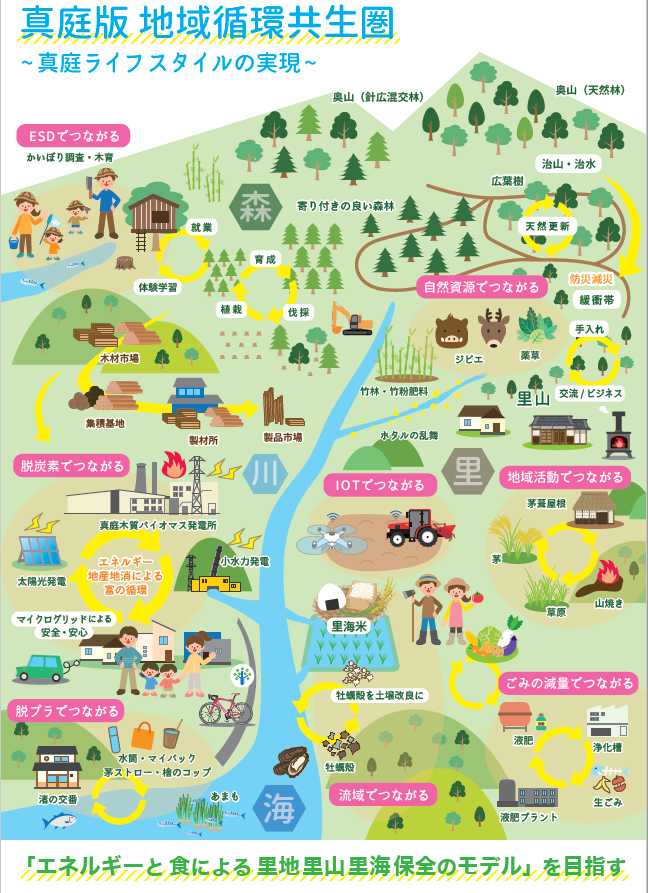 真庭版 地域循環共生圏
~真庭ライフスタイルの実現~
奥山（針広混交林）
奥山（天然林）
ESDでつながる
かいぼり調査・木育
治山・治水
広葉樹
森
寄り付きの良い森林
就業
天然更新
育成
体験学習
防災減災
緩衝帯
自然資源でつながる
植栽
伐採
手入れ
ジビエ
薬草
木材市場
竹林・竹粉肥料
交流/ビジネス
里山
集積基地
製材所
製品市場
ホタルの乱舞
脱炭素でつながる
川
里
IOTでつながる
地域活動でつながる
茅葺屋根
真庭木質バイオマス発電所
茅
エネルギー
地産地消による
富の循環
小水力発電
太陽光発電
草原
山焼き
マイクログリッドによる
安全・安心
里海米
牡蠣殻を土壌改良に
ごみの減量でつながる
脱プラでつながる
液肥
浄化槽
水筒・マイバック
茅ストロー・檜のコップ
牡蠣殻
渚の交番
あまも
海
流域でつながる
生ごみ
液肥プラント
「エネルギーと食による里地里山里海保全のモデル」を目指す